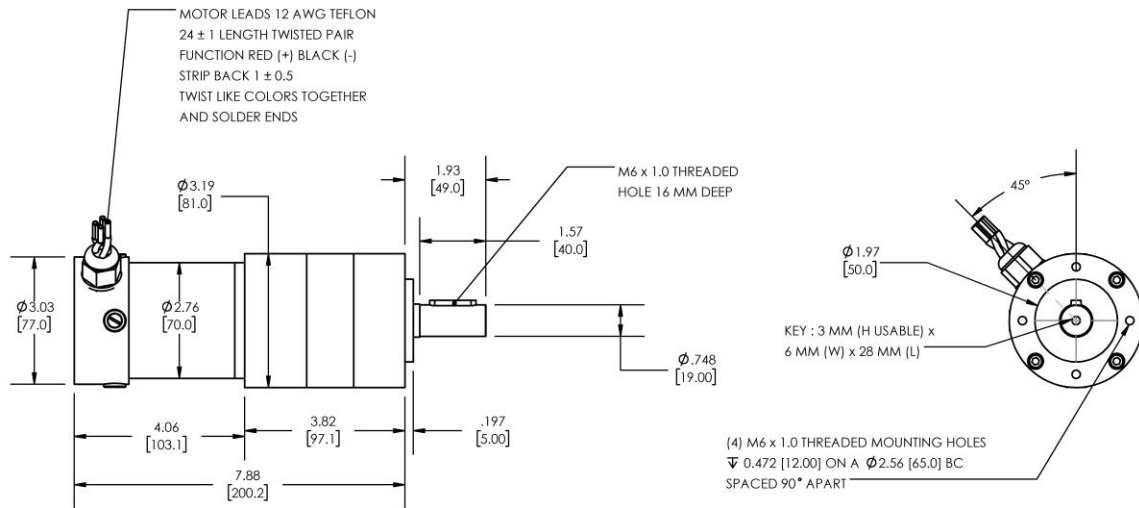 MOTOR LEADS 12 AWG TEFLON
24 ± 1 LENGTH TWISTED PAIR
FUNCTION RED (+) BLACK (-)
STRIP BACK 1 ± 0.5
TWIST LIKE COLORS TOGETHER
AND SOLDER ENDS
1.93
[49.0]
M6 x 1.0 THREADED
HOLE 16 MM DEEP
Ø3.19
[81.0]
1.57
[40.0]
45°
Ø1.97
[50.0]
Ø3.03
[77.0]
Ø2.76
[70.0]
KEY : 3 MM (H USABLE) x
6 MM (W) x 28 MM (L)
Ø.748
[19.00]
4.06
[103.1]
3.82
[97.1]
.197
[5.00]
7.88
[200.2]
(4) M6 x 1.0 THREADED MOUNTING HOLES
↧ 0.472 [12.00] ON A Ø2.56 [65.0] BC
SPACED 90° APART